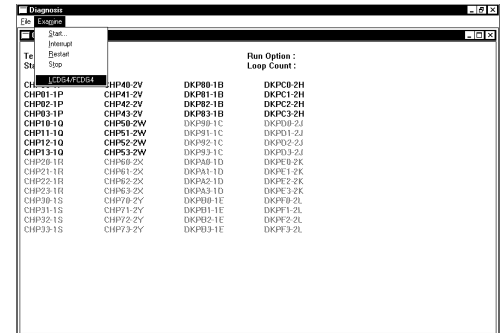 Diagnosis
File Examine
Start...
Interrupt
Restart
Stop
LCDG4/FCDG4
Run Option :
Loop Count :
CHP40-2V DKP80-1B DKPC0-2H
CHP01-1P CHP41-2V DKP81-1B DKPC1-2H
CHP02-1P CHP42-2V DKP82-1B DKPC2-2H
CHP03-1P CHP43-2V DKP83-1B DKPC3-2H
CHP10-1Q CHP50-2W DKP90-1C DKPD0-2J
CHP11-1Q CHP51-2W DKP91-1C DKPD1-2J
CHP12-1Q CHP52-2W DKP92-1C DKPD2-2J
CHP13-1Q CHP53-2W DKP93-1C DKPD3-2J
CHP20-1R CHP60-2X DKPA0-1D DKPE0-2K
CHP21-1R CHP61-2X DKPA1-1D DKPE1-2K
CHP22-1R CHP62-2X DKPA2-1D DKPE2-2K
CHP23-1R CHP63-2X DKPA3-1D DKPE3-2K
CHP30-1S CHP70-2Y DKPB0-1E DKPF0-2L
CHP31-1S CHP71-2Y DKPB1-1E DKPF1-2L
CHP32-1S CHP72-2Y DKPB2-1E DKPF2-2L
CHP33-1S CHP73-2Y DKPB3-1E DKPF3-2L